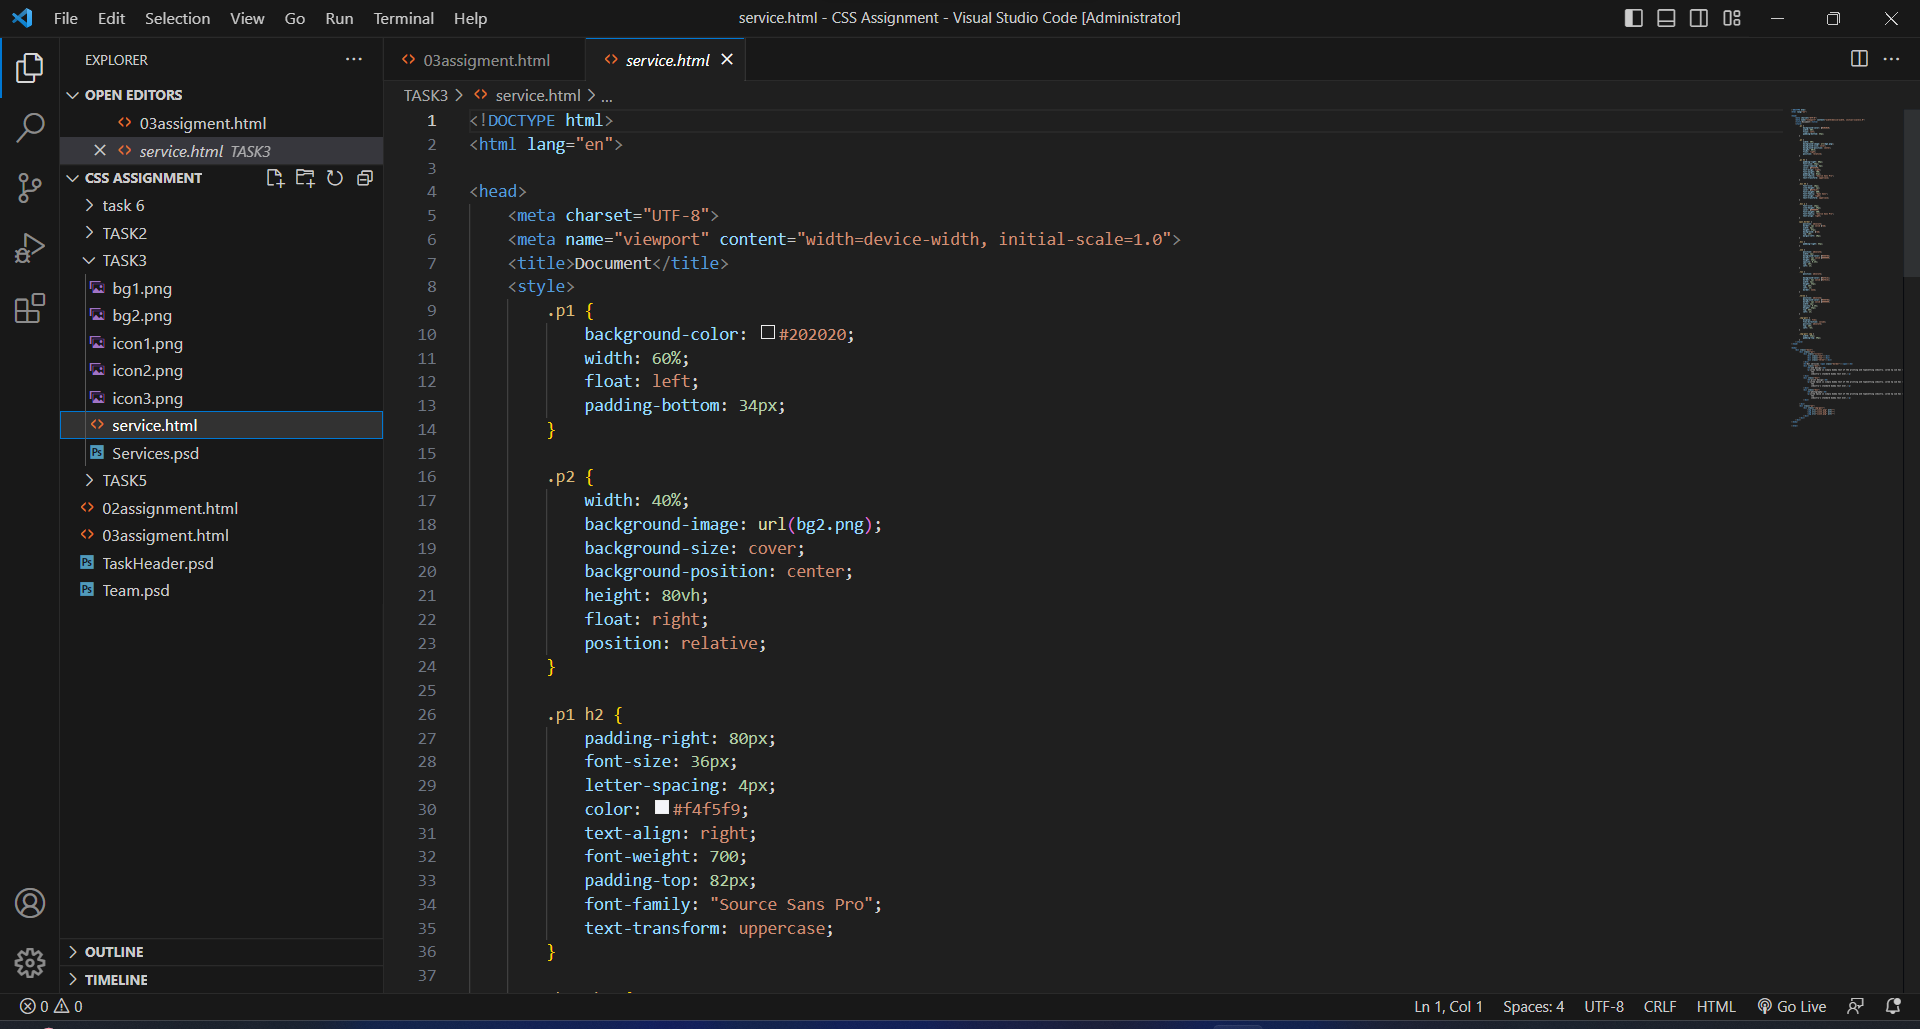 File Edit Selection View Go Run Terminal Help
service.html - CSS Assignment - Visual Studio Code [Administrator]
EXPLORER
OPEN EDITORS
03assigment.html
service.html TASK3
CSS ASSIGNMENT
task 6
TASK2
TASK3
bg1.png
bg2.png
icon1.png
icon2.png
icon3.png
service.html
Services.psd
TASK5
02assignment.html
03assigment.html
TaskHeader.psd
Team.psd
OUTLINE
TIMELINE
03assigment.html
service.html
TASK3 > service.html > ...
1 <!DOCTYPE html>
2 <html lang="en">
3
4 <head>
5 <meta charset="UTF-8">
6 <meta name="viewport" content="width=device-width, initial-scale=1.0">
7 <title>Document</title>
8 <style>
9 .p1 {
10 background-color: #202020;
11 width: 60%;
12 float: left;
13 padding-bottom: 34px;
14 }
15
16 .p2 {
17 width: 40%;
18 background-image: url(bg2.png);
19 background-size: cover;
20 background-position: center;
21 height: 80vh;
22 float: right;
23 position: relative;
24 }
25
26 .p1 h2 {
27 padding-right: 80px;
28 font-size: 36px;
29 letter-spacing: 4px;
30 color: #f4f5f9;
31 text-align: right;
32 font-weight: 700;
33 padding-top: 82px;
34 font-family: "Source Sans Pro";
35 text-transform: uppercase;
36 }
37
0 0
Ln 1, Col 1 Spaces: 4 UTF-8 CRLF HTML Go Live